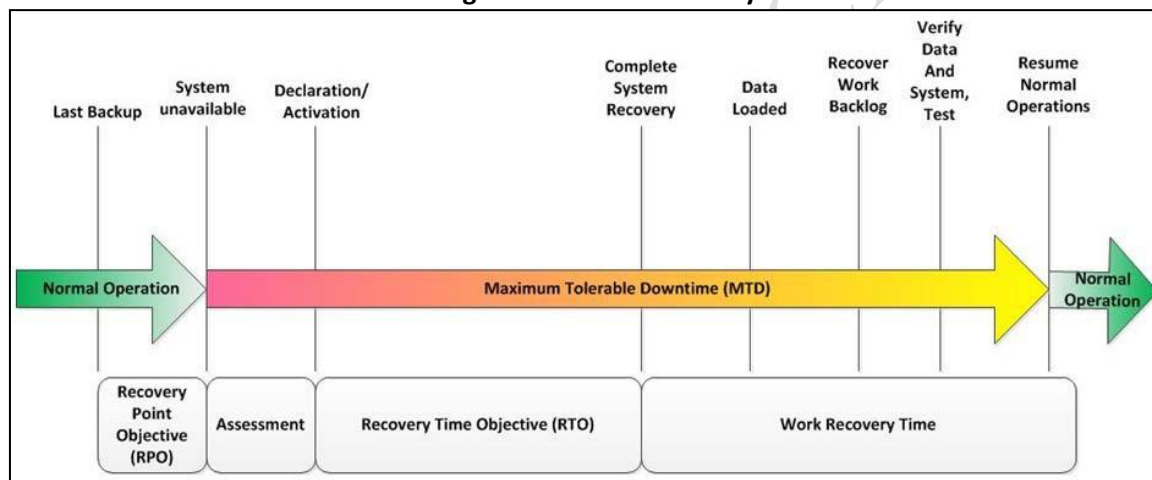 Last Backup
System
unavailable
Declaration/
Activation
Complete
System
Recovery
Data
Loaded
Recover
Work
Backlog
Verify
Data
And
System,
Test
Resume
Normal
Operations
Normal Operation
Maximum Tolerable Downtime (MTD)
Normal
Operation
Recovery
Point
Objective
(RPO)
Assessment
Recovery Time Objective (RTO)
Work Recovery Time